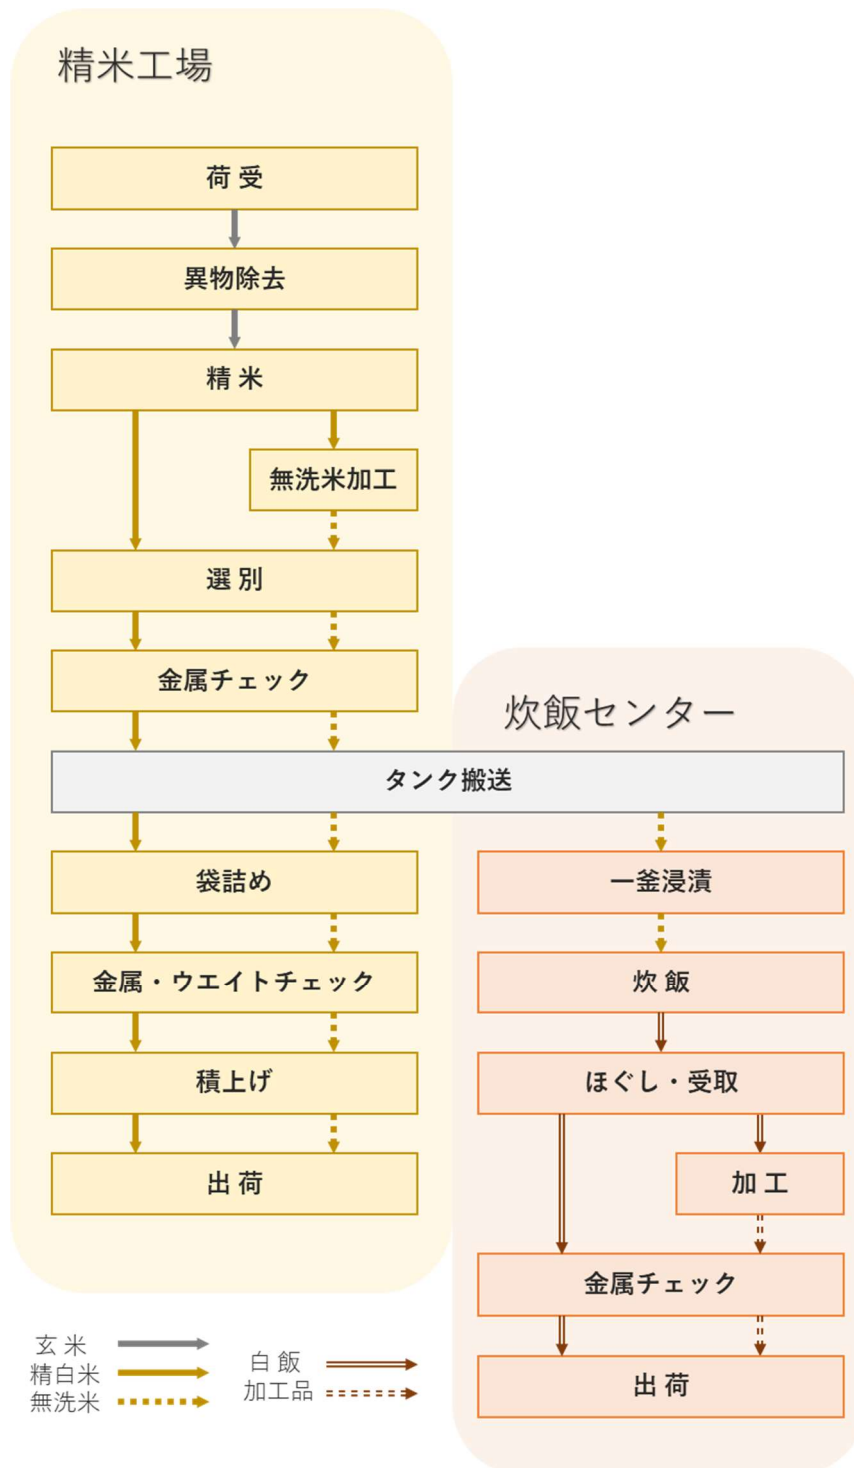 精米工場
荷 受
異物除去
精 米
無洗米加工
選 別
金属チェック
炊飯センター
タンク搬送
袋詰め
一釜浸漬
金属・ウエイトチェック
炊 飯
積上げ
ほぐし・受取
出 荷
加 工
金属チェック
出 荷
玄 米
精白米
無洗米
白 飯
加工品